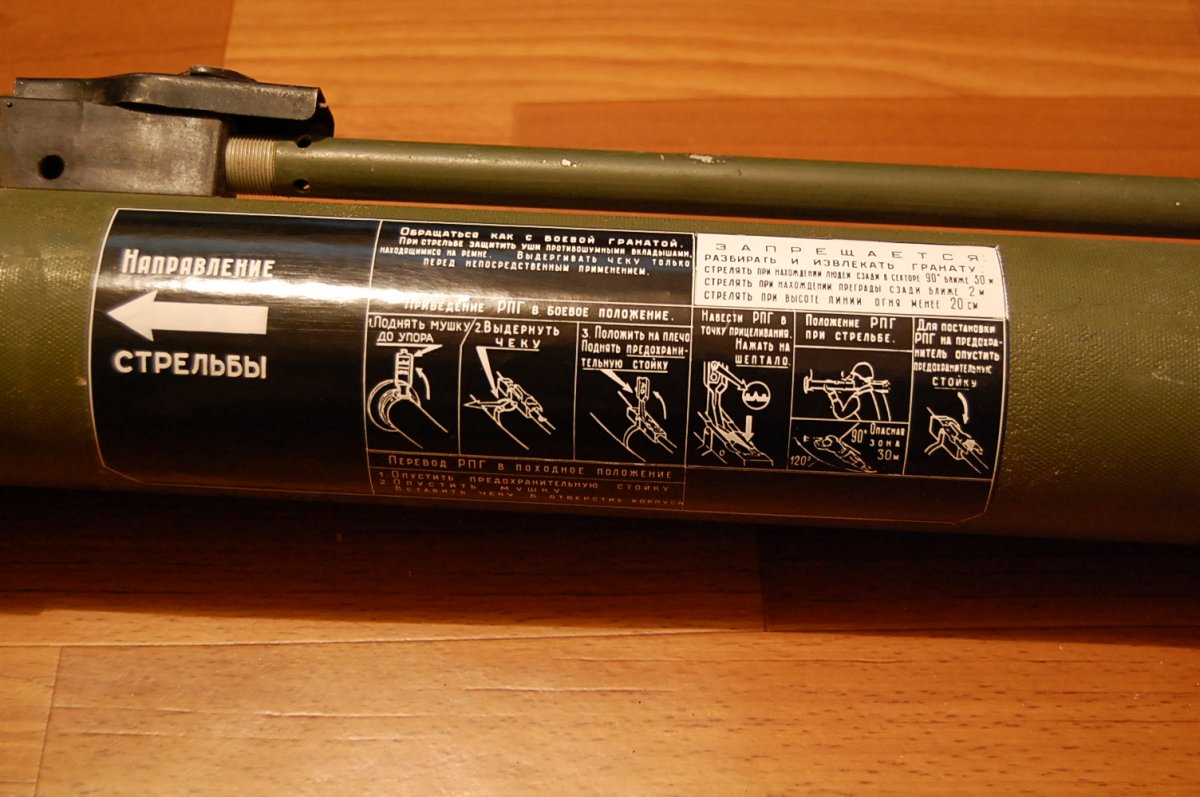 Направление
СТРЕЛЬБЫ
Обращаться как с боевой гранатой.
При стрельбе защитить уши противошумными вкладышами,
находящимися на ремне. Выдергивать чеку только
перед непосредственным применением.
ЗАПРЕЩАЕТСЯ:
РАЗБИРАТЬ И ИЗВЛЕКАТЬ ГРАНАТУ.
СТРЕЛЯТЬ ПРИ НАХОЖДЕНИИ ЛЮДЕЙ СЗАДИ В СЕКТОРЕ 90° БЛИЖЕ 30 м
СТРЕЛЯТЬ ПРИ НАХОЖДЕНИИ ПРЕГРАДЫ СЗАДИ БЛИЖЕ 2 м.
СТРЕЛЯТЬ ПРИ ВЫСОТЕ ЛИНИИ ОГНЯ МЕНЕЕ 20 см
Приведение РПГ в боевое положение.
1.Поднять мушку
до упора
2.Выдернуть
чеку
3. Положить на плечо
Поднять предохрани-
тельную стойку
Навести РПГ в
точку прицеливания.
Нажать на
шептало.
Положение РПГ
при стрельбе.
90° Опасная
зона
30м
120°
Для постановки
РПГ на предохра-
нитель опустить
предохранительную
стойку
Перевод РПГ в походное положение
1 Опустить предохранительную стойку
2 Опустить мушку
Вставить чеку в отверстие корпуса